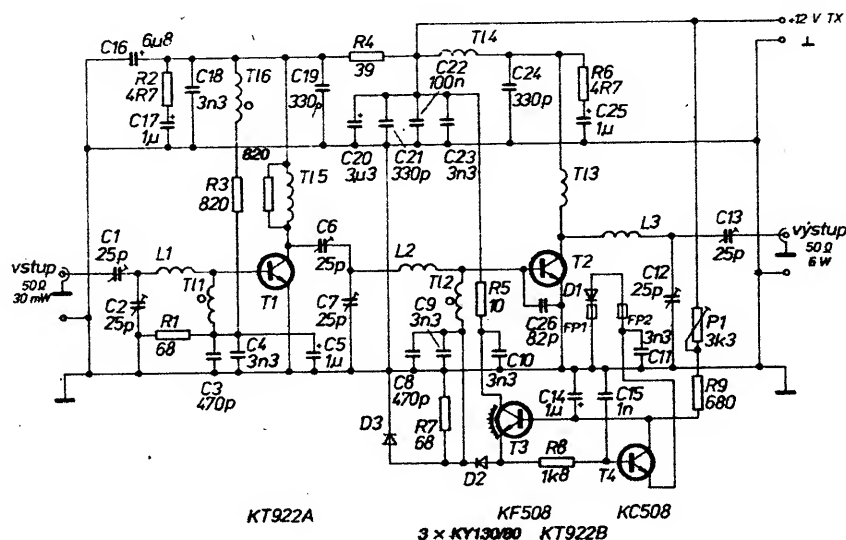 +12 V TX
⊥
C16
6μ8
R2
4R7
C18
3n3
Tl6
C19
330p
R4
39
Tl4
C22
100n
C24
330p
R6
4R7
C17
1μ
C25
1μ
C20
3μ3
C21
330p
C23
3n3
820
R3
820
Tl5
Tl3
C1
25p
L1
C6
25p
L2
L3
C13
25p
vstup
50Ω
30 mW
výstup
50Ω
6 W
Tl1
T1
Tl2
R5
10
T2
D1
C12
25p
C2
25p
C7
25p
C9
3n3
C26
82p
FP1
FP2
P1
3k3
R1
68
C4
3n3
C5
1μ
3n3
C11
C3
470p
C8
470p
C10
3n3
R9
680
D3
R7
68
C14
1μ
C15
1n
T3
D2
R8
1k8
T4
KT922A
KF508
KC508
3 × KY130/80
KT922B